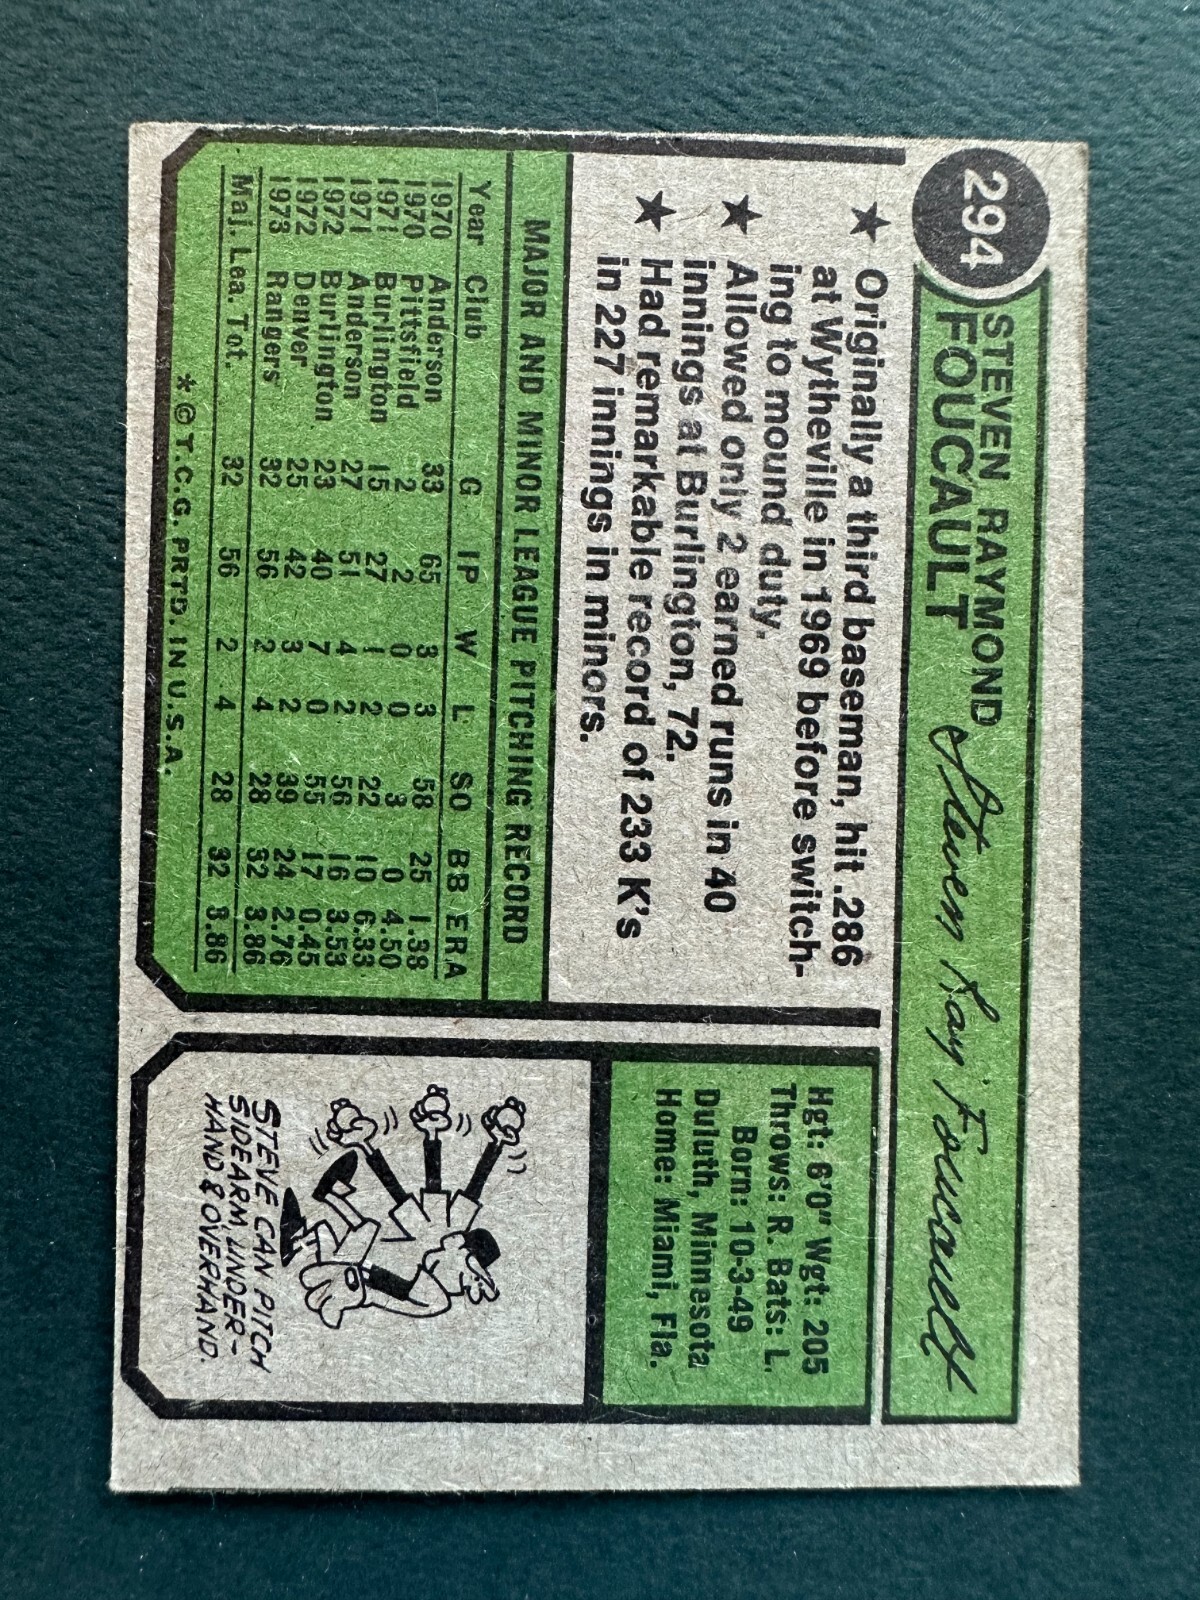 294
STEVEN RAYMOND
FOUCAULT
Steven Ray Foucault
★ Originally a third baseman, hit .286
at Wytheville in 1969 before switch-
ing to mound duty.
★ Allowed only 2 earned runs in 40
innings at Burlington, 72.
★ Had remarkable record of 233 K's
in 227 innings in minors.
Hgt: 6'0" Wgt: 205
Throws: R. Bats: L.
Born: 10-3-49
Duluth, Minnesota
Home: Miami, Fla.
MAJOR AND MINOR LEAGUE PITCHING RECORD
Year Club G IP W L SO BB ERA
1970 Anderson 33 65 3 3 58 25 1.38
1970 Pittsfield 2 2 0 0 3 0 4.50
1971 Burlington 15 27 1 2 22 10 6.33
1971 Anderson 27 51 4 2 56 16 3.53
1972 Burlington 23 40 7 0 55 17 0.45
1972 Denver 25 42 3 2 39 24 2.76
1973 Rangers 32 56 2 4 28 32 3.86
Maj. Lea. Tot. 32 56 2 4 28 32 3.86
* © T.C.G. PRTD. IN U.S.A.
STEVE CAN PITCH
SIDEARM, UNDER-
HAND & OVERHAND.